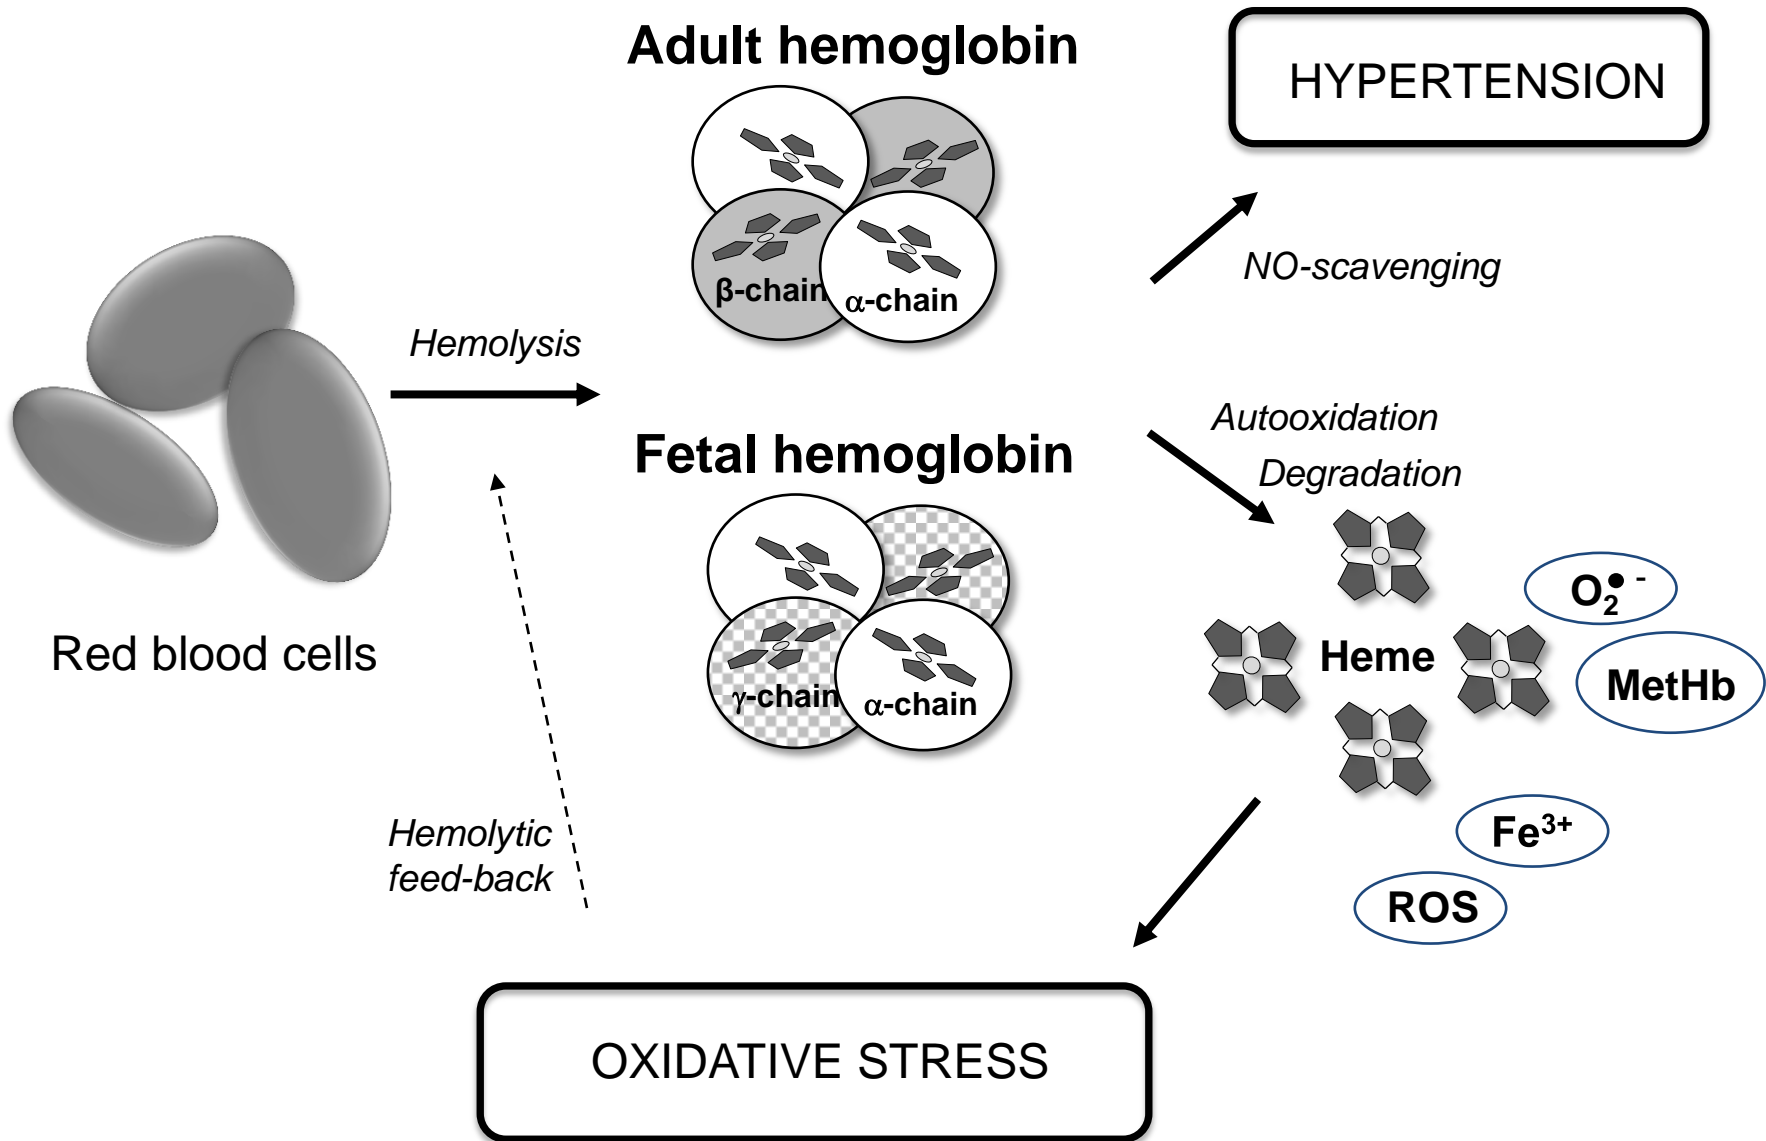 Adult hemoglobin
HYPERTENSION
β-chain
α-chain
NO-scavenging
Hemolysis
Autooxidation
Degradation
Fetal hemoglobin
γ-chain
α-chain
Red blood cells
Heme
O₂•⁻
MetHb
Fe³⁺
ROS
Hemolytic
feed-back
OXIDATIVE STRESS